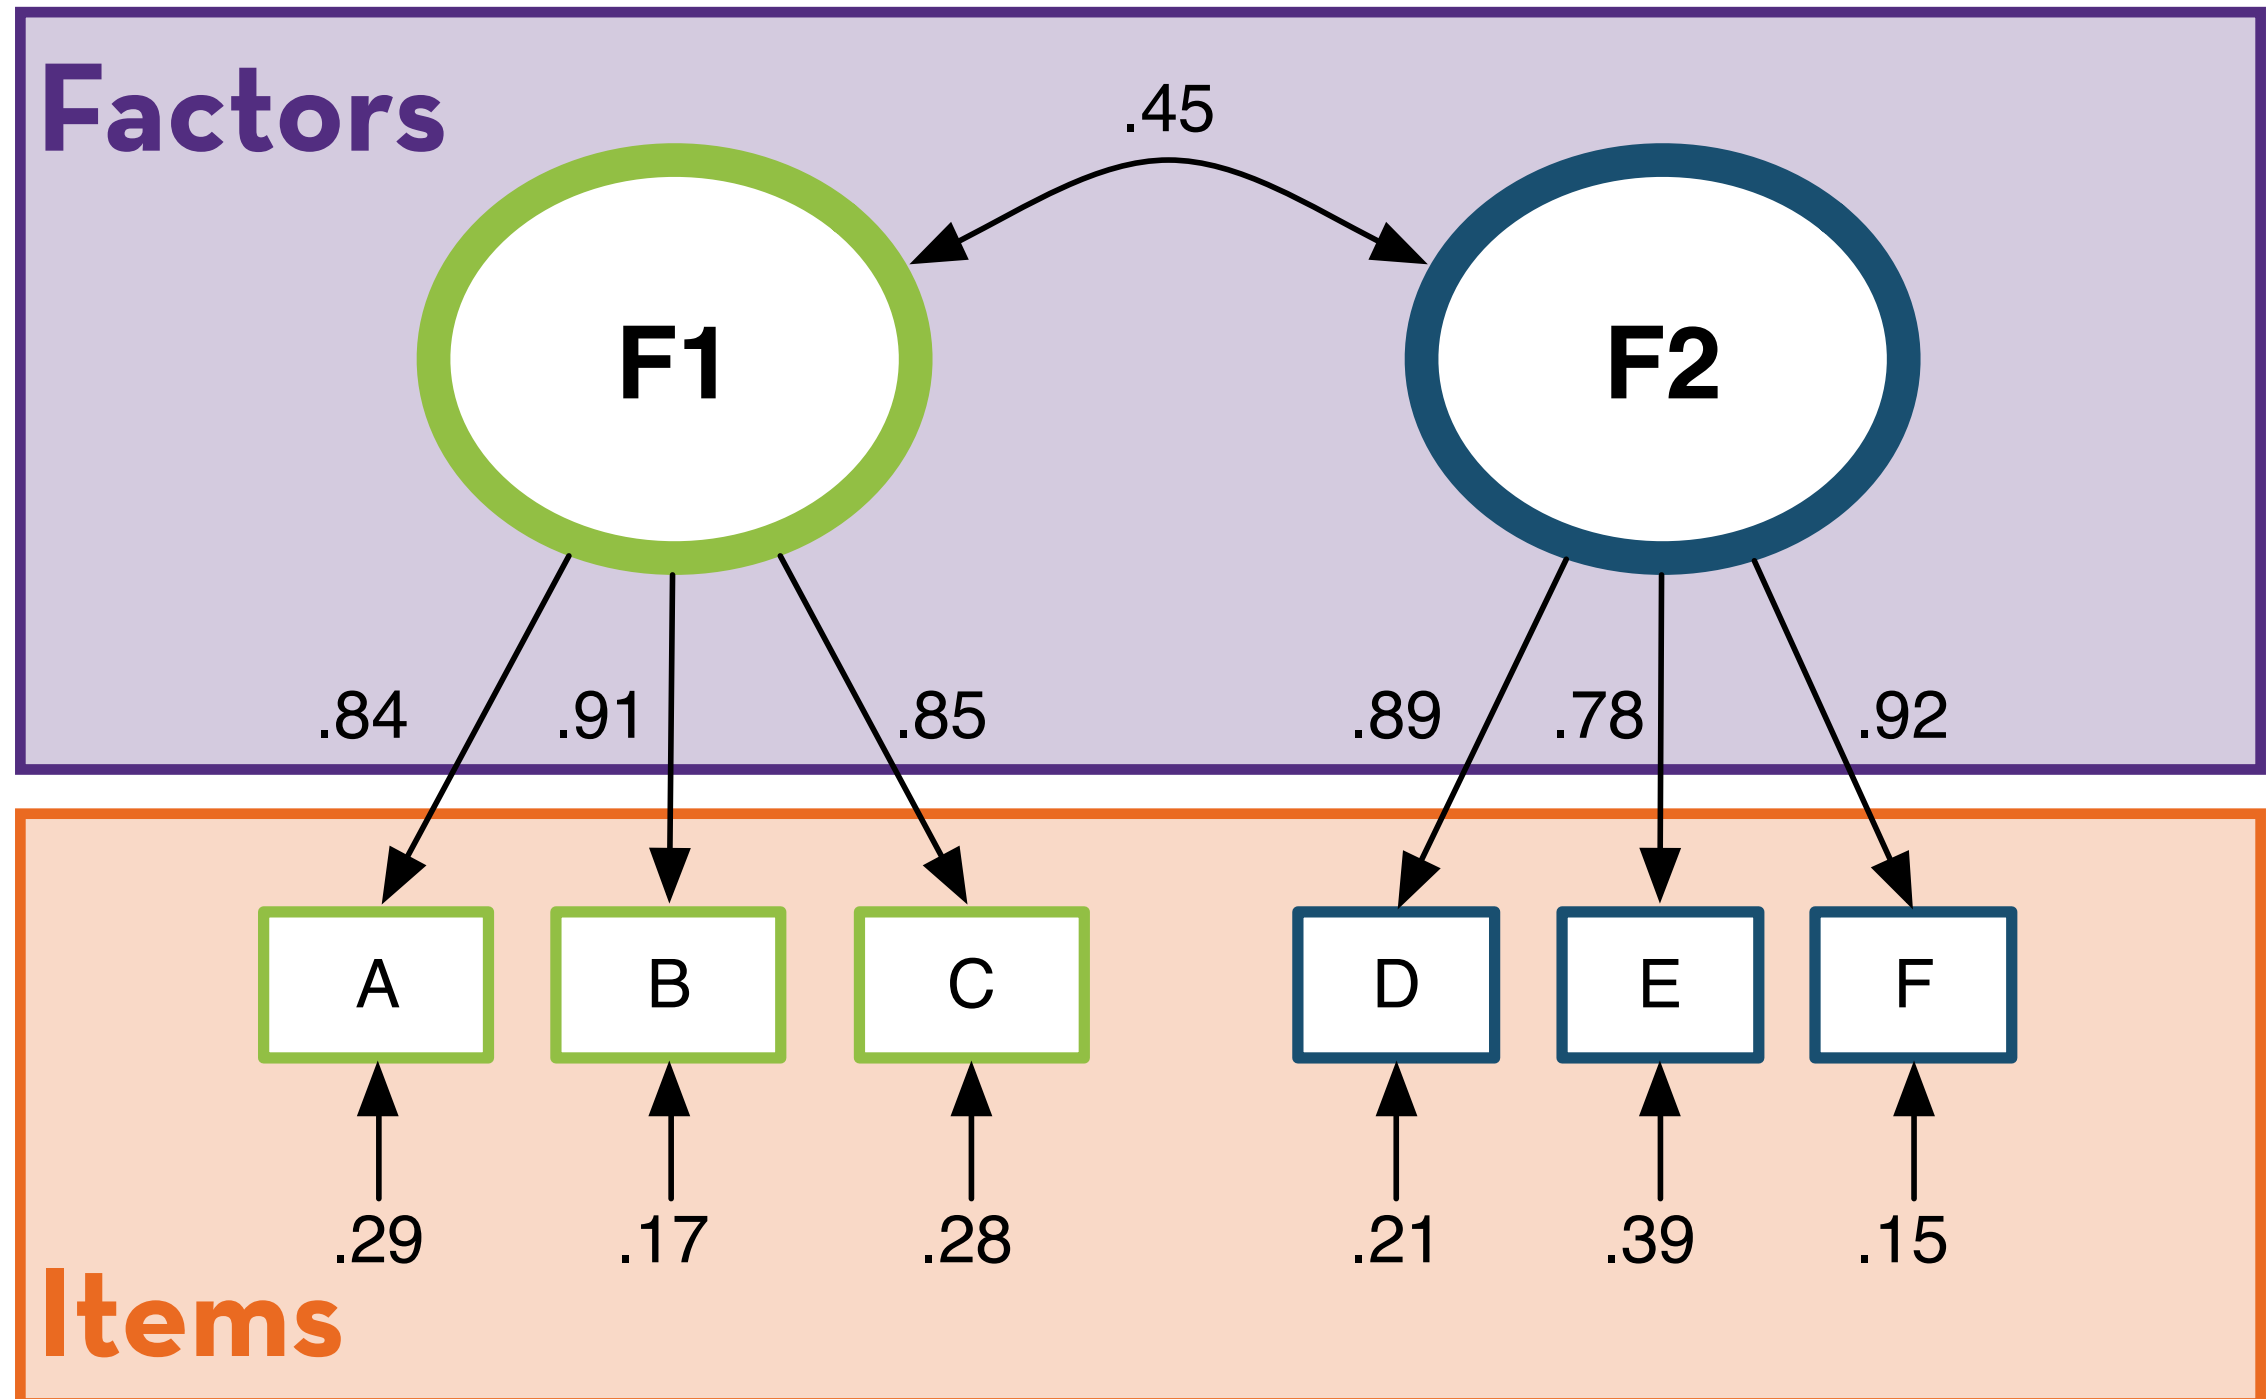 Factors
.45
F1 F2
.84 .91 .85 .89 .78 .92
A B C D E F
.29 .17 .28 .21 .39 .15
Items